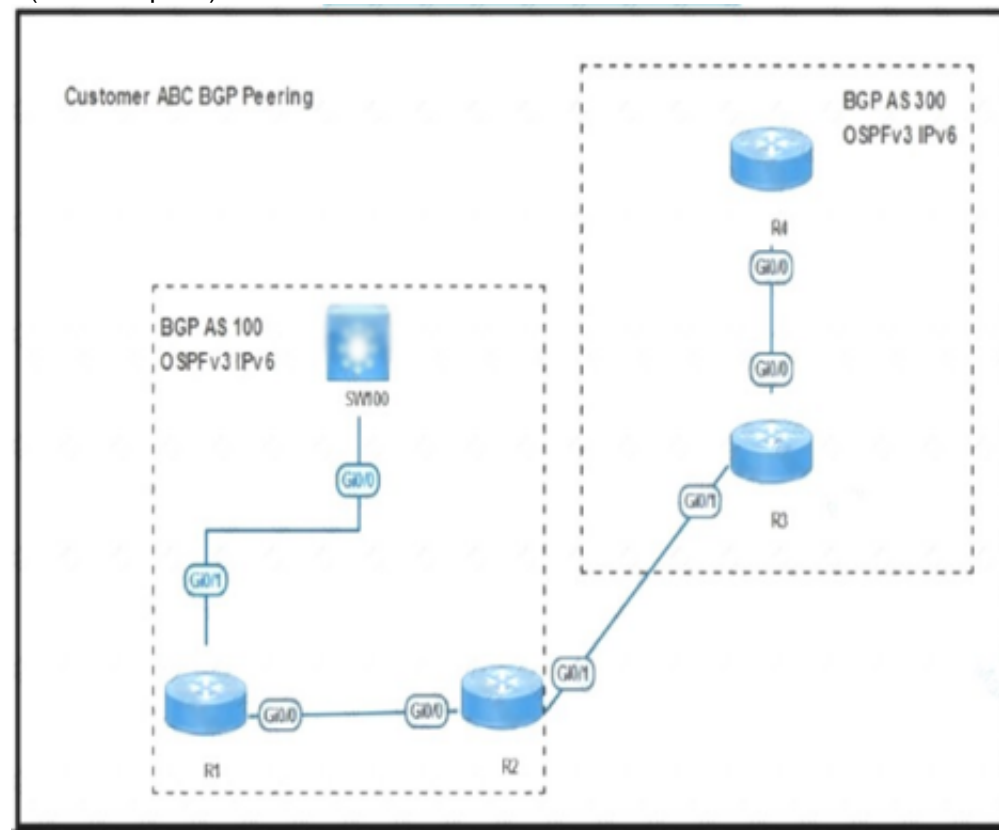 Customer ABC BGP Peering
BGP AS 300
OSPFv3 IPv6
R4
Gi0/0
Gi0/0
BGP AS 100
OSPFv3 IPv6
SW100
Gi0/0
Gi0/1
R3
Gi0/1
Gi0/1
Gi0/0
Gi0/0
R1
R2